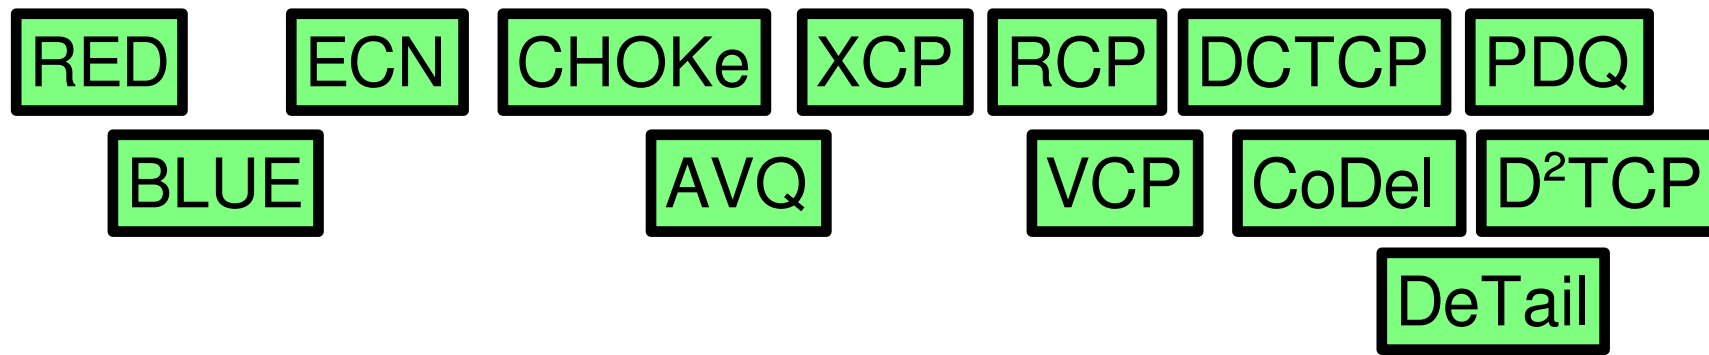 RED ECN CHOKe XCP RCP DCTCP PDQ
BLUE AVQ VCP CoDel D²TCP
DeTail